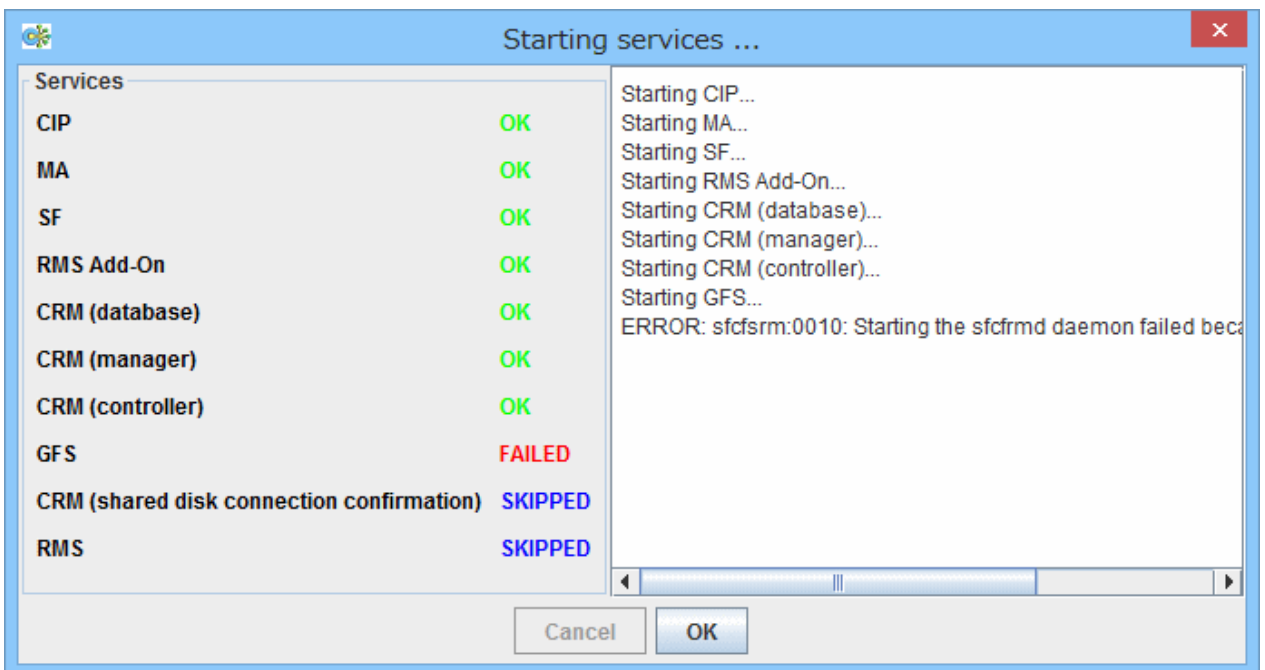 Starting services ...
Services
CIP OK
MA OK
SF OK
RMS Add-On OK
CRM (database) OK
CRM (manager) OK
CRM (controller) OK
GFS FAILED
CRM (shared disk connection confirmation) SKIPPED
RMS SKIPPED
Starting CIP...
Starting MA...
Starting SF...
Starting RMS Add-On...
Starting CRM (database)...
Starting CRM (manager)...
Starting CRM (controller)...
Starting GFS...
ERROR: sfcfsrm:0010: Starting the sfcfrmd daemon failed beca
Cancel OK